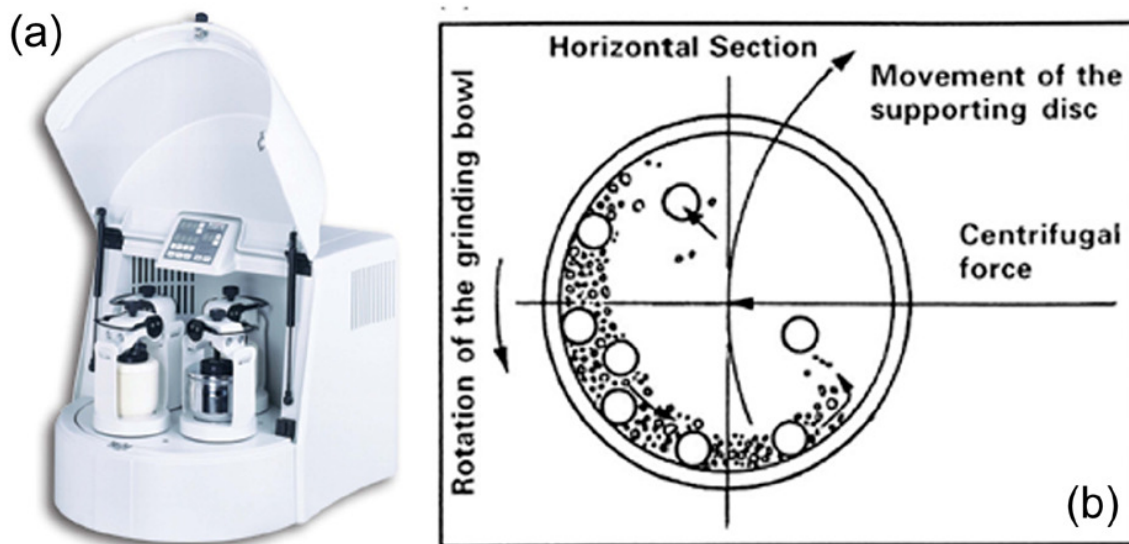 (a)
Horizontal Section
Movement of the
supporting disc
Rotation of the grinding bowl
Centrifugal
force
(b)